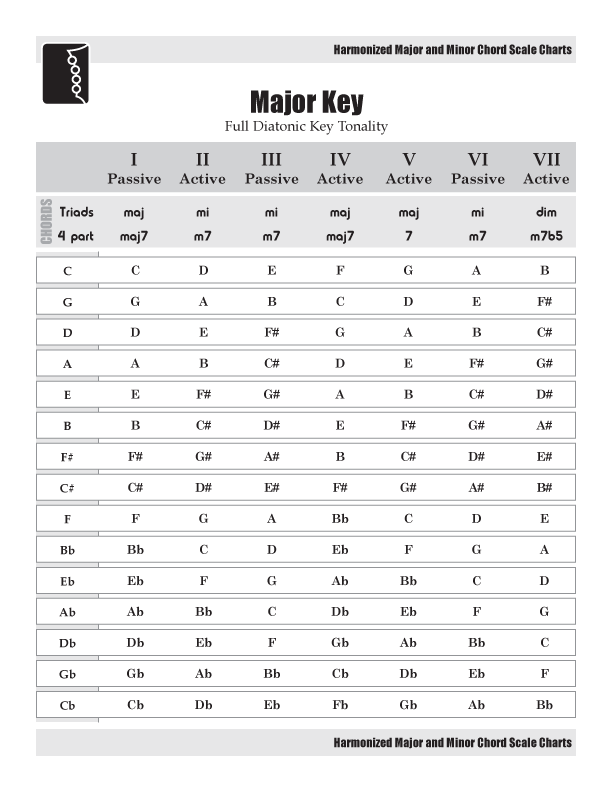 Harmonized Major and Minor Chord Scale Charts
Major Key
Full Diatonic Key Tonality
I II III IV V VI VII
Passive Active Passive Active Active Passive Active
CHORDS
Triads maj mi mi maj maj mi dim
4 part maj7 m7 m7 maj7 7 m7 m7b5
C C D E F G A B
G G A B C D E F#
D D E F# G A B C#
A A B C# D E F# G#
E E F# G# A B C# D#
B B C# D# E F# G# A#
F# F# G# A# B C# D# E#
C# C# D# E# F# G# A# B#
F F G A Bb C D E
Bb Bb C D Eb F G A
Eb Eb F G Ab Bb C D
Ab Ab Bb C Db Eb F G
Db Db Eb F Gb Ab Bb C
Gb Gb Ab Bb Cb Db Eb F
Cb Cb Db Eb Fb Gb Ab Bb
Harmonized Major and Minor Chord Scale Charts